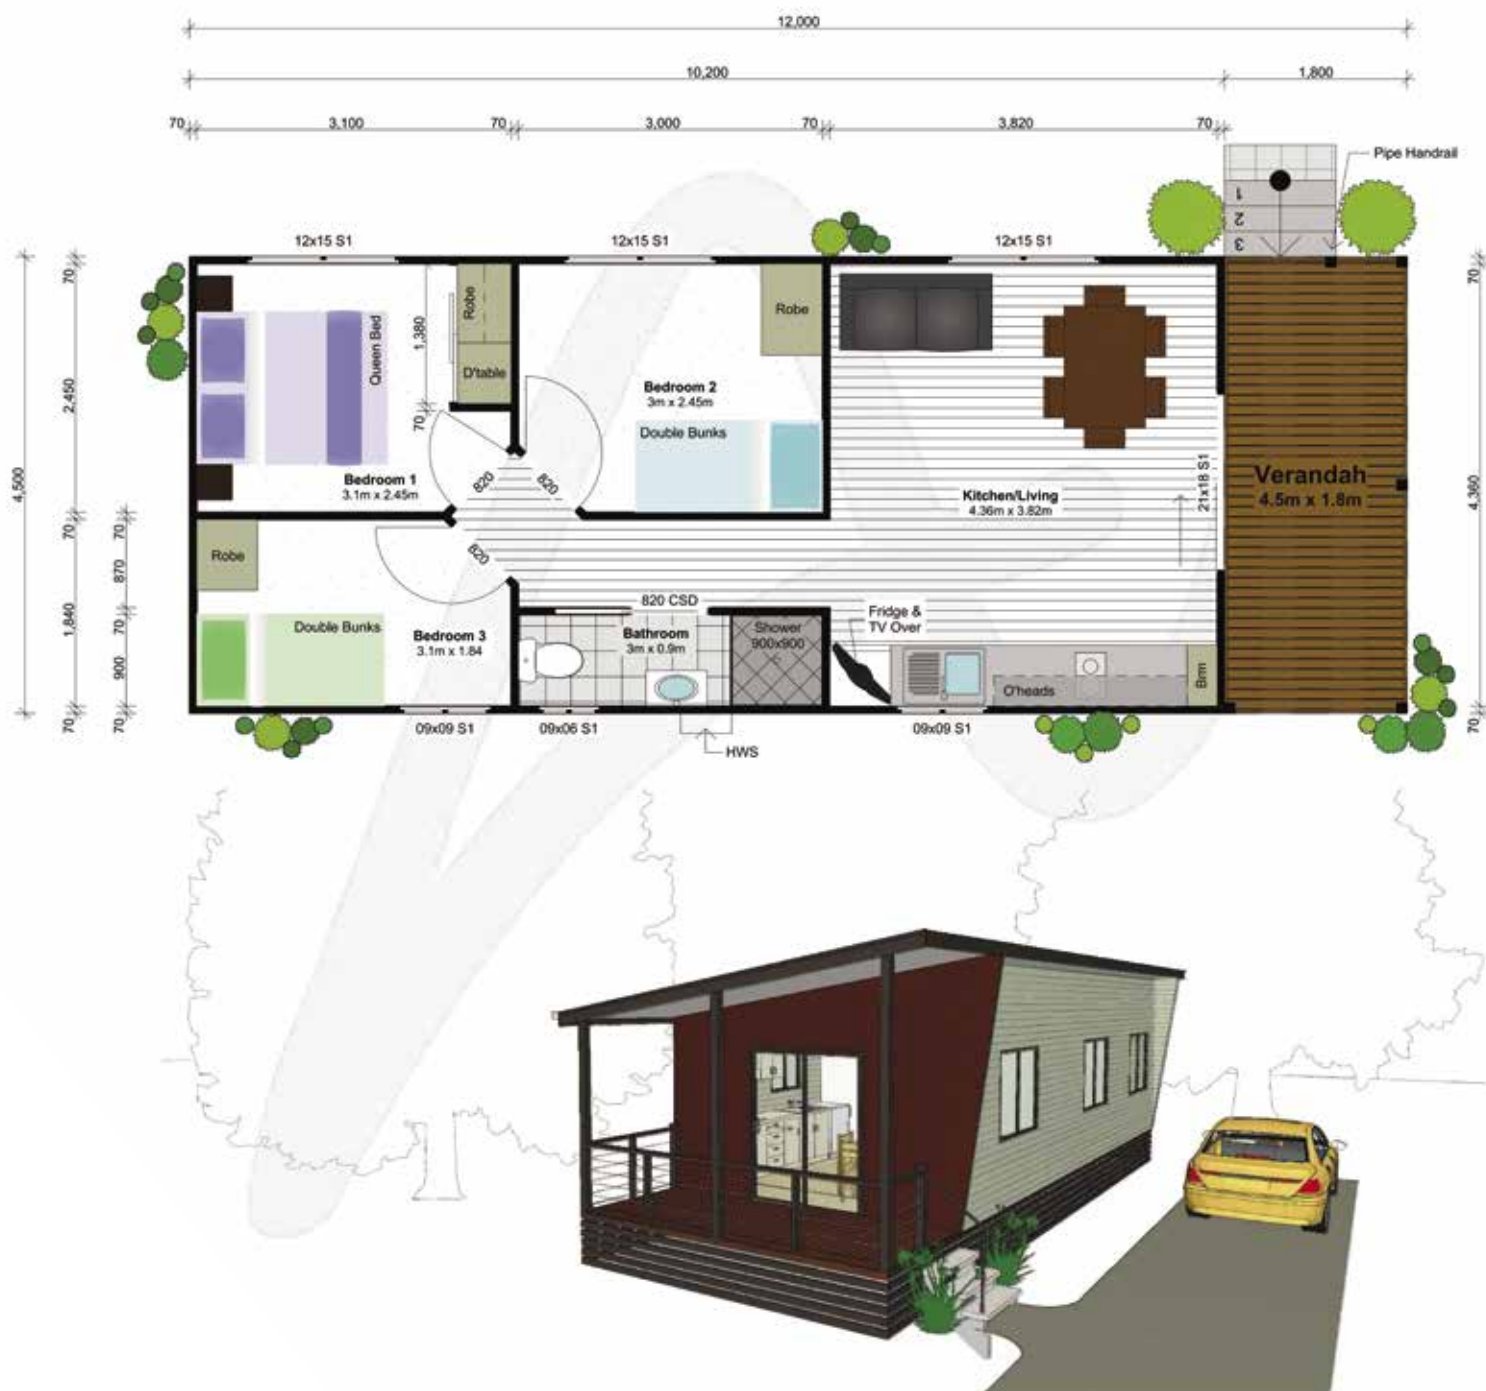 12,000
10,200
1,800
70
3,100
70
3,000
70
3,820
70
Pipe Handrail
1
2
3
12x15 S1
12x15 S1
12x15 S1
4,500
70
2,450
70
1,840
70
70
870
70
900
70
70
4,360
70
Queen Bed
1,380
70
Robe
D'table
Bedroom 1
3.1m x 2.45m
820
820
820
Robe
Bedroom 2
3m x 2.45m
Double Bunks
Kitchen/Living
4.36m x 3.82m
21x18 S1
Verandah
4.5m x 1.8m
Robe
Double Bunks
Bedroom 3
3.1m x 1.84
820 CSD
Bathroom
3m x 0.9m
Shower
900x900
Fridge &
TV Over
O'heads
Brm
09x09 S1
09x06 S1
HWS
09x09 S1